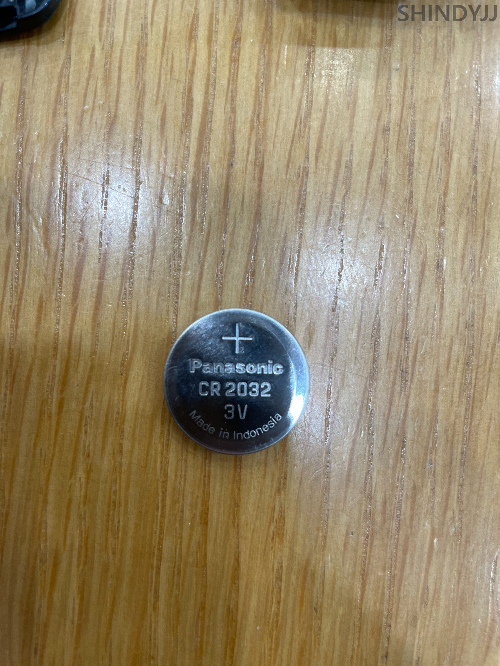 SHINDYJJ
+
Panasonic
CR 2032
3V
Made in Indonesia